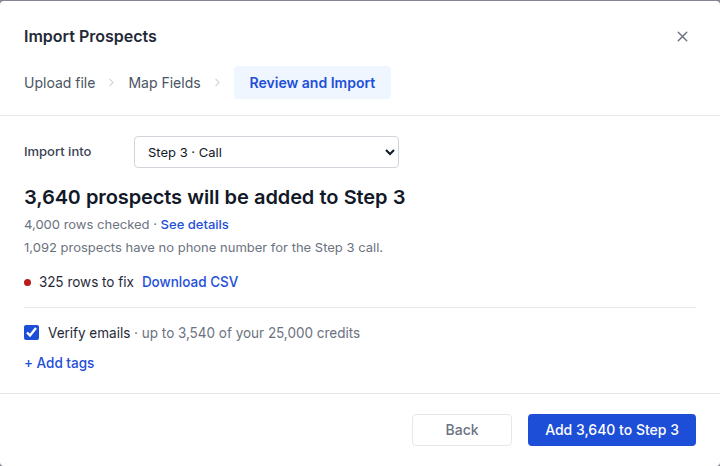 Import Prospects
Upload file > Map Fields > Review and Import
Import into Step 3 · Call
3,640 prospects will be added to Step 3
4,000 rows checked · See details
1,092 prospects have no phone number for the Step 3 call.
325 rows to fix Download CSV
Verify emails · up to 3,540 of your 25,000 credits
+ Add tags
Back Add 3,640 to Step 3